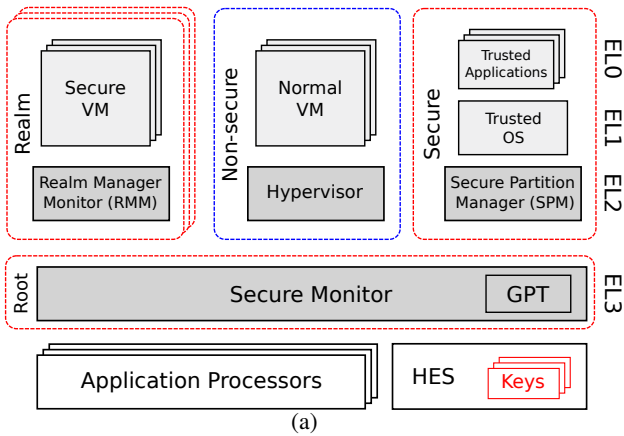 Realm
Secure
VM
Realm Manager
Monitor (RMM)
Non-secure
Normal
VM
Hypervisor
Secure
Trusted
Applications
Trusted
OS
Secure Partition
Manager (SPM)
EL0
EL1
EL2
Root
Secure Monitor
GPT
EL3
Application Processors
HES
Keys
(a)